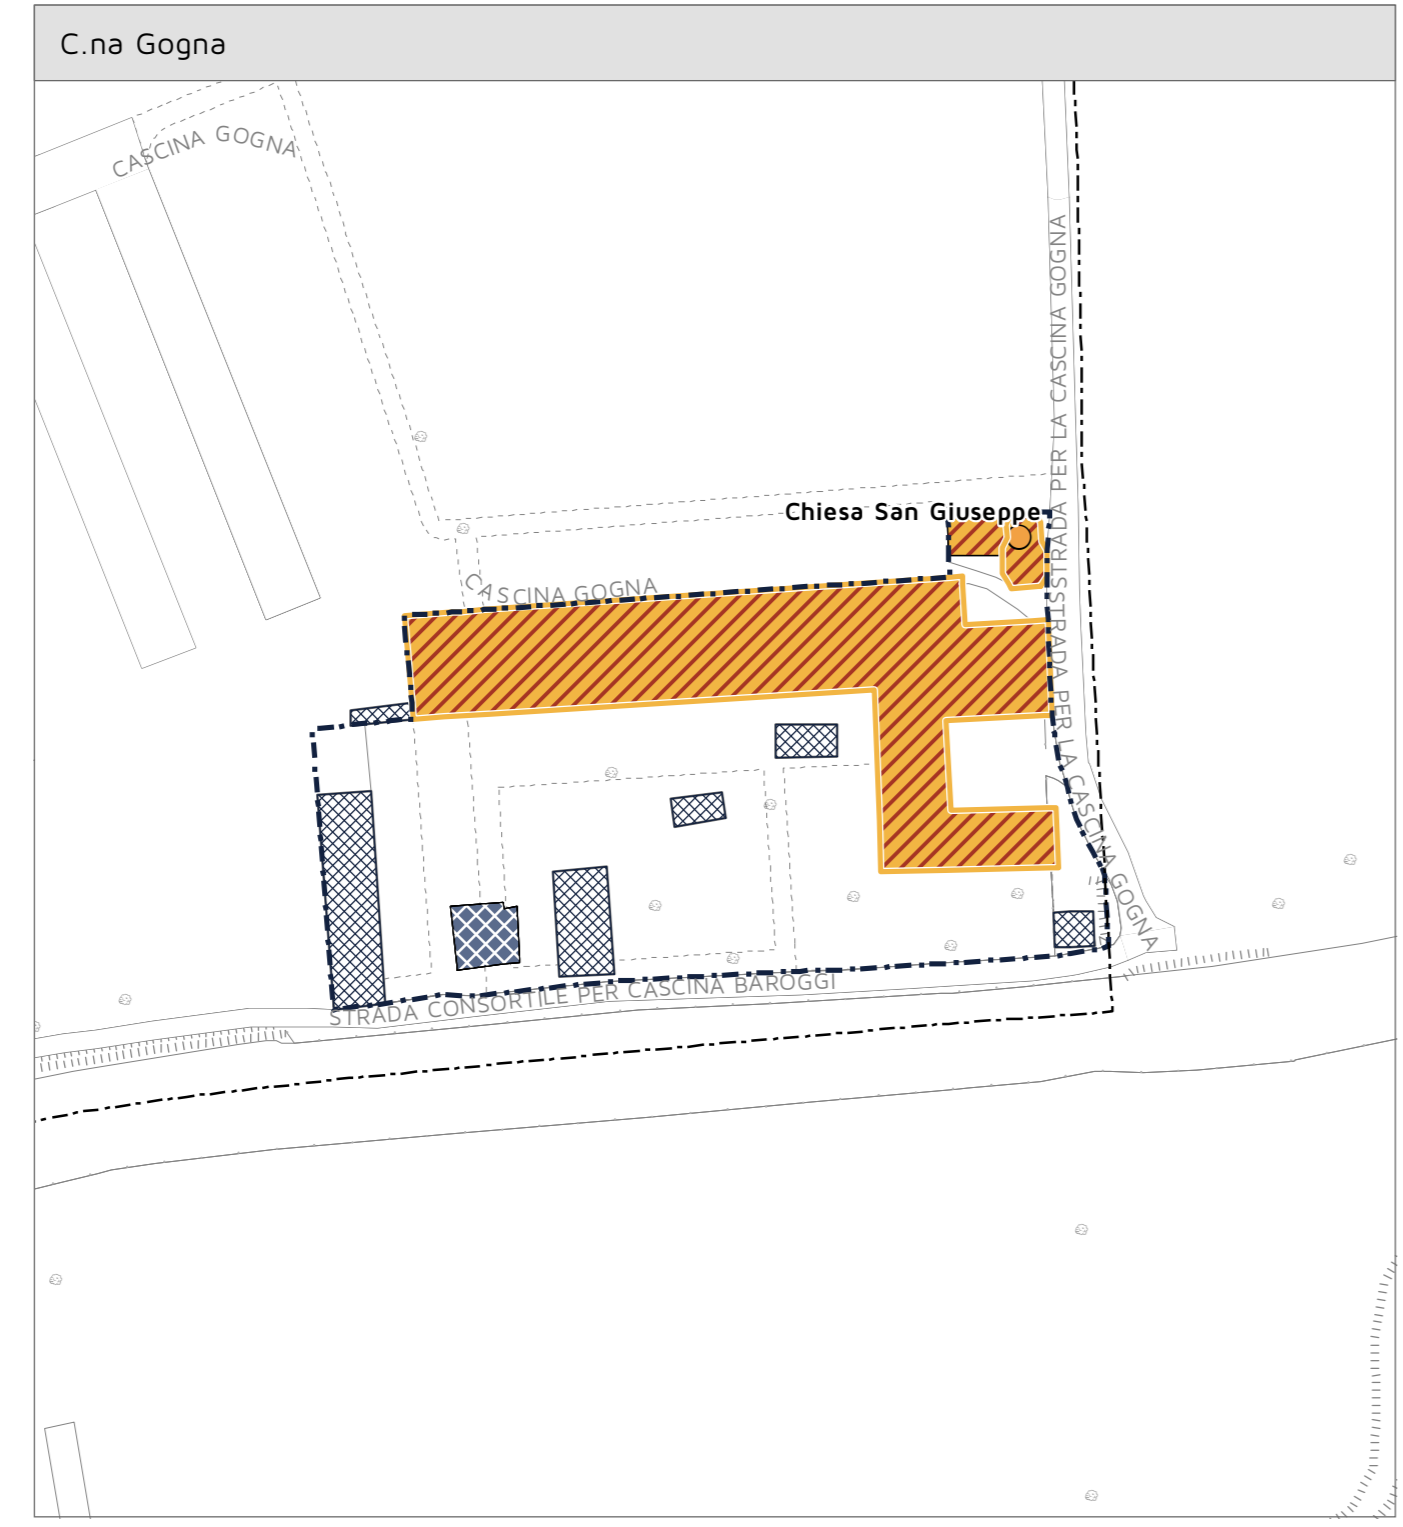 C.na Gogna
CASCINA GOGNA
STRADA PER LA CASCINA GOGNA
Chiesa San Giuseppe
CASCINA GOGNA
STRADA PER LA CASCINA GOGNA
STRADA CONSORTILE PER CASCINA BAROGGI